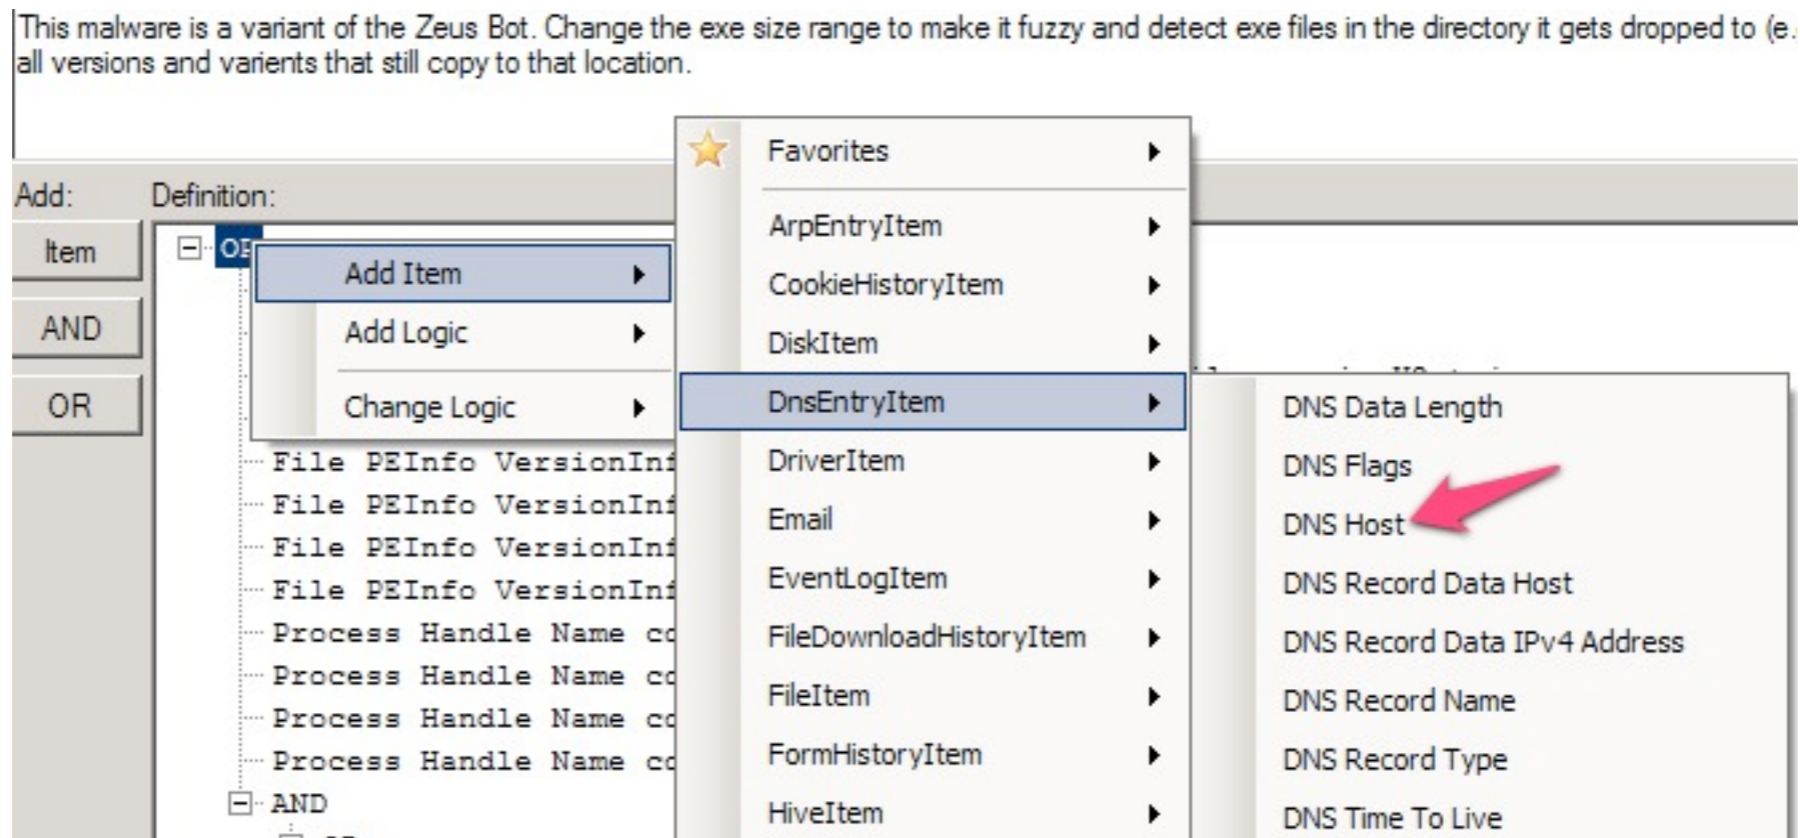 This malware is a variant of the Zeus Bot. Change the exe size range to make it fuzzy and detect exe files in the directory it gets dropped to (e.
all versions and varients that still copy to that location.
Add:
Definition:
Item
AND
OR
Add Item
Add Logic
Change Logic
File PEInfo VersionInf
File PEInfo VersionInf
File PEInfo VersionInf
File PEInfo VersionInf
Process Handle Name co
Process Handle Name co
Process Handle Name co
Process Handle Name co
AND
Favorites
ArpEntryItem
CookieHistoryItem
DiskItem
DnsEntryItem
DriverItem
Email
EventLogItem
FileDownloadHistoryItem
FileItem
FormHistoryItem
HiveItem
DNS Data Length
DNS Flags
DNS Host
DNS Record Data Host
DNS Record Data IPv4 Address
DNS Record Name
DNS Record Type
DNS Time To Live